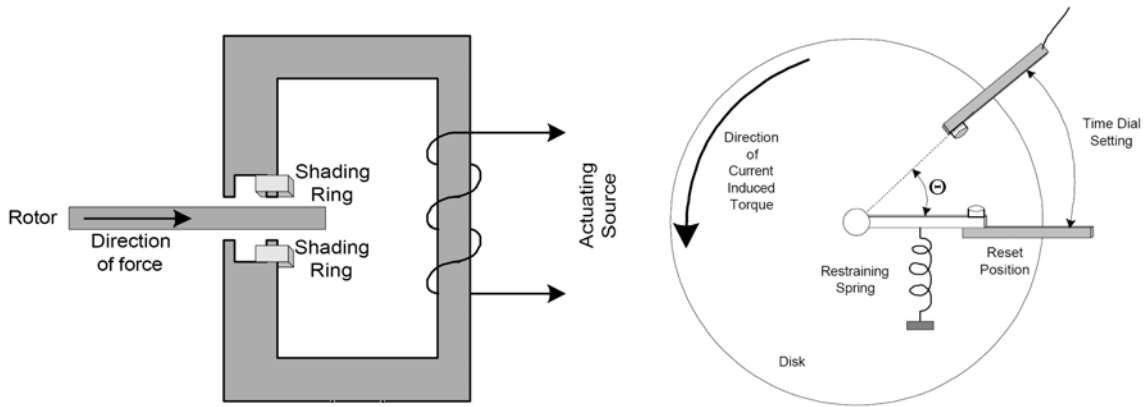 Shading
Ring
Rotor
Direction
of force
Shading
Ring
Actuating
Source
Direction
of
Current
Induced
Torque
Θ
Time Dial
Setting
Restraining
Spring
Reset
Position
Disk